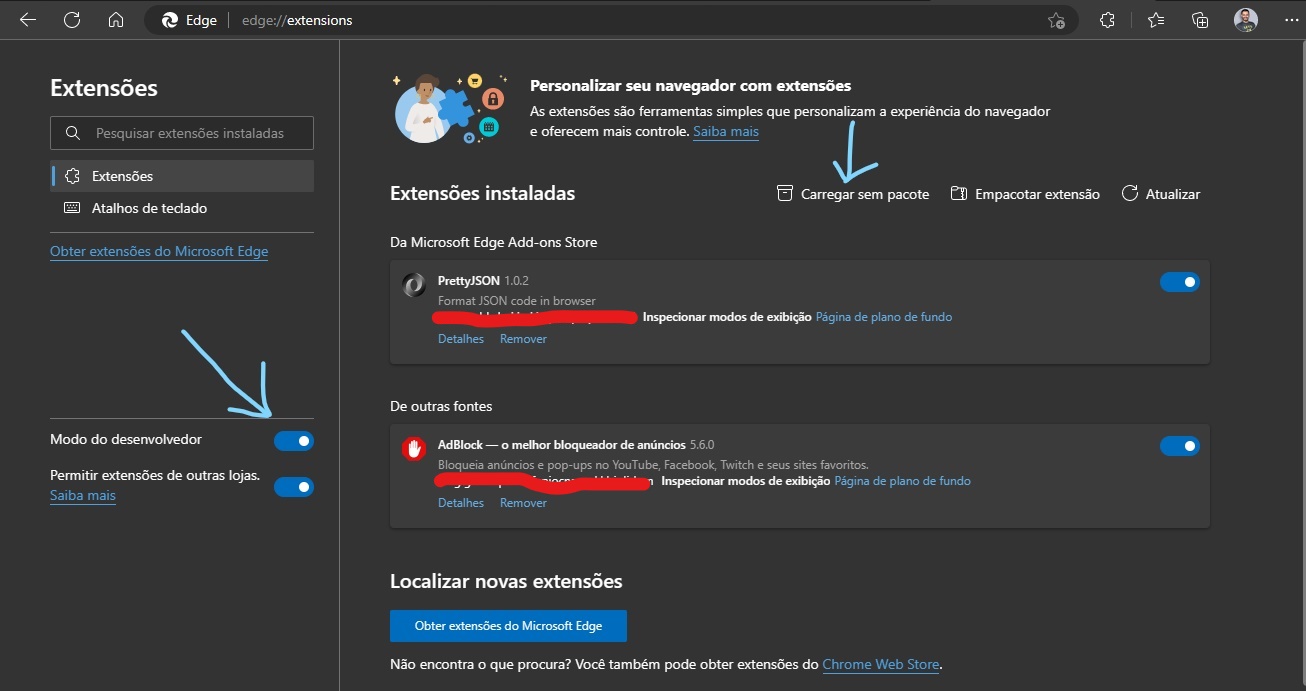 Edge
edge://extensions
Extensões
Pesquisar extensões instaladas
Extensões
Atalhos de teclado
Obter extensões do Microsoft Edge
Modo do desenvolvedor
Permitir extensões de outras lojas.
Saiba mais
Personalizar seu navegador com extensões
As extensões são ferramentas simples que personalizam a experiência do navegador
e oferecem mais controle. Saiba mais
Extensões instaladas
Carregar sem pacote
Empacotar extensão
Atualizar
Da Microsoft Edge Add-ons Store
PrettyJSON 1.0.2
Format JSON code in browser
Inspecionar modos de exibição Página de plano de fundo
Detalhes Remover
De outras fontes
AdBlock — o melhor bloqueador de anúncios 5.6.0
Bloqueia anúncios e pop-ups no YouTube, Facebook, Twitch e seus sites favoritos.
Inspecionar modos de exibição Página de plano de fundo
Detalhes Remover
Localizar novas extensões
Obter extensões do Microsoft Edge
Não encontra o que procura? Você também pode obter extensões do Chrome Web Store.